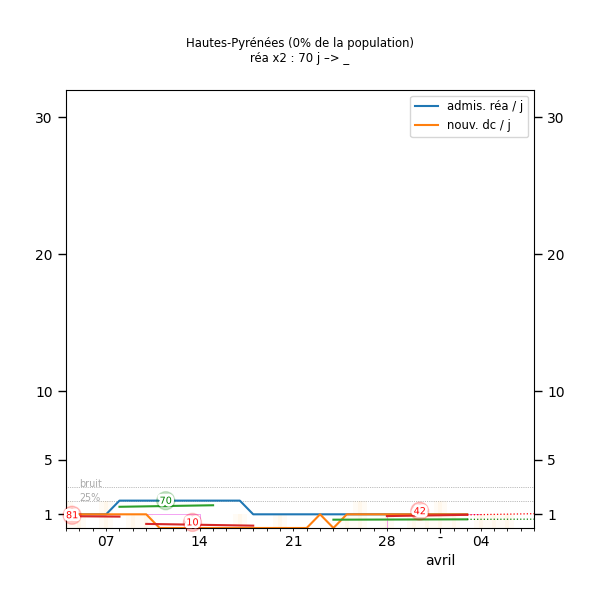 Hautes-Pyrénées (0% de la population)
réa x2 : 70 j –> _
admis. réa / j
nouv. dc / j
30 30
20 20
10 10
5 5
bruit
25%
70
81 10 42
1 1
07 14 21 28 - 04
avril